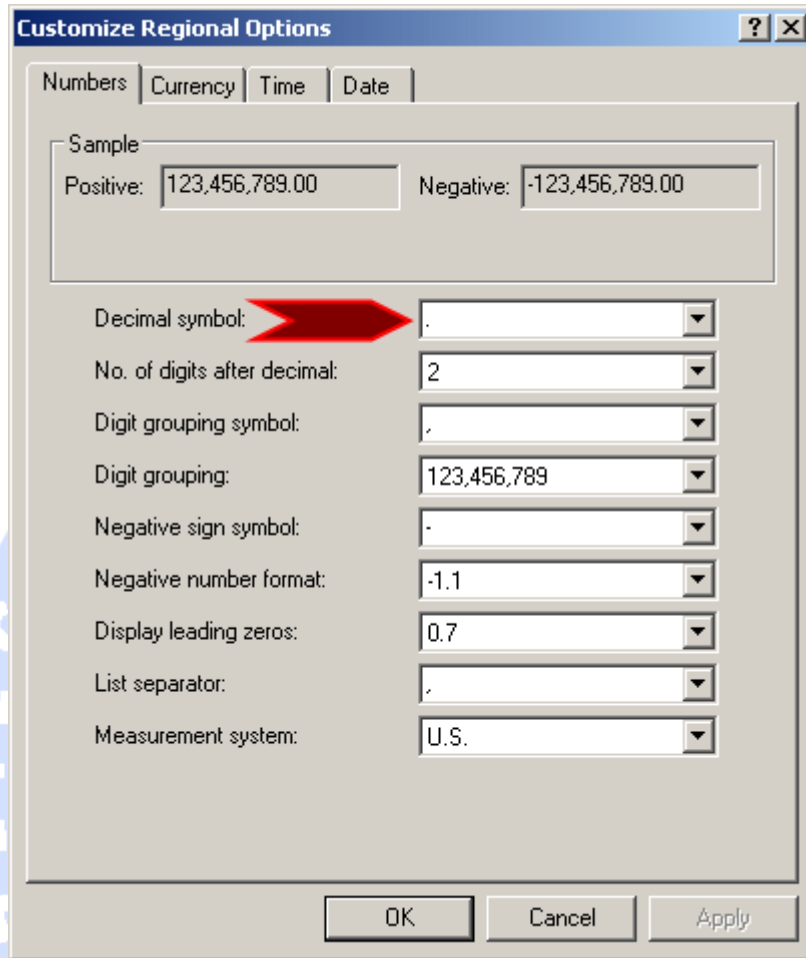 Customize Regional Options
Numbers Currency Time Date
Sample
Positive: 123,456,789.00 Negative: -123,456,789.00
Decimal symbol: .
No. of digits after decimal: 2
Digit grouping symbol: ,
Digit grouping: 123,456,789
Negative sign symbol: -
Negative number format: -1.1
Display leading zeros: 0.7
List separator: ,
Measurement system: U.S.
OK Cancel Apply